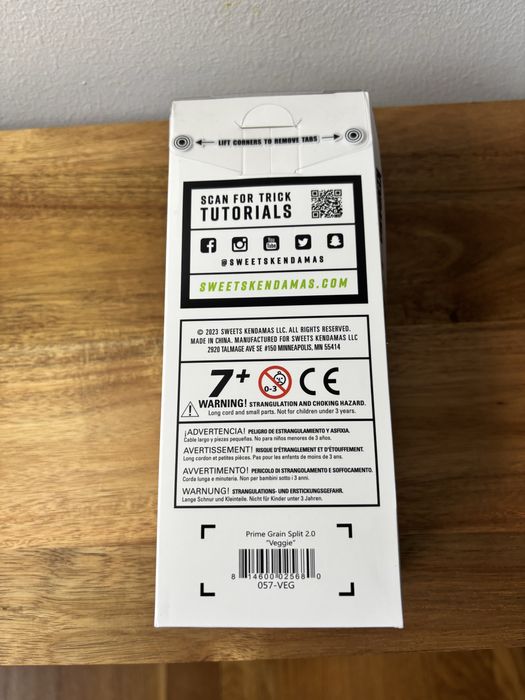 LIFT CORNERS TO REMOVE TABS
SCAN FOR TRICK
TUTORIALS
You
Tube
@SWEETSKENDAMAS
SWEETSKENDAMAS.COM
© 2023 SWEETS KENDAMAS LLC. ALL RIGHTS RESERVED.
MADE IN CHINA. MANUFACTURED FOR SWEETS KENDAMAS LLC
2920 TALMAGE AVE SE #150 MINNEAPOLIS, MN 55414
7+ 0-3 CE
WARNING! STRANGULATION AND CHOKING HAZARD.
Long cord and small parts. Not for children under 3 years.
¡ADVERTENCIA! PELIGRO DE ESTRANGULAMIENTO Y ASFIXIA.
Cable largo y piezas pequeñas. No para niños menores de 3 años.
AVERTISSEMENT! RISQUE D'ÉTRANGLEMENT ET D'ÉTOUFFEMENT.
Long cordon et petites pièces. Pas pour les enfants de moins de 3 ans.
AVVERTIMENTO! PERICOLO DI STRANGOLAMENTO E SOFFOCAMENTO.
Corde lunga e minuteria. Non per bambini sotto i 3 anni.
WARNUNG! STRANGULATIONS- UND ERSTICKUNGSGEFAHR.
Lange Schnur und Kleinteile. Nicht für Kinder unter 3 Jahren.
Prime Grain Split 2.0
"Veggie"
8 14600 02568 0
057-VEG